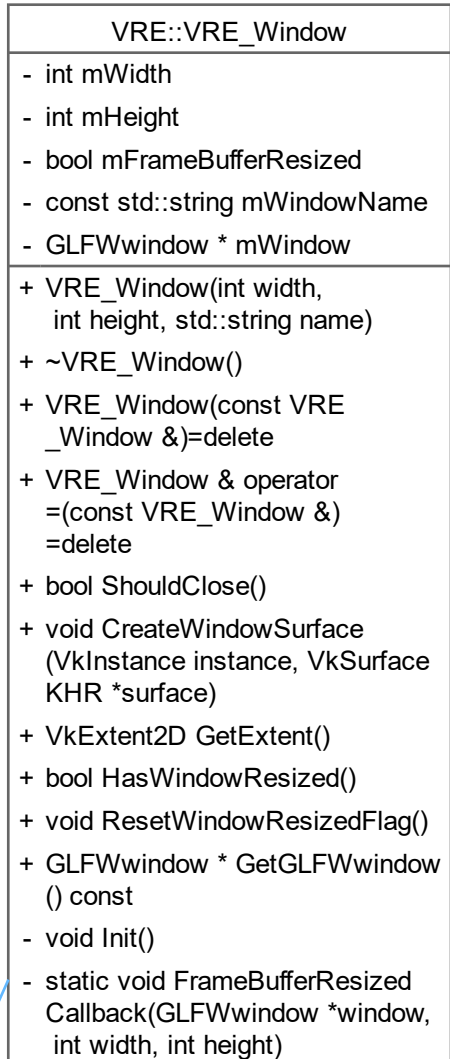 VRE::VRE_Window
- int mWidth
- int mHeight
- bool mFrameBufferResized
- const std::string mWindowName
- GLFWwindow * mWindow
+ VRE_Window(int width,
int height, std::string name)
+ ~VRE_Window()
+ VRE_Window(const VRE
_Window &)=delete
+ VRE_Window & operator
=(const VRE_Window &)
=delete
+ bool ShouldClose()
+ void CreateWindowSurface
(VkInstance instance, VkSurface
KHR *surface)
+ VkExtent2D GetExtent()
+ bool HasWindowResized()
+ void ResetWindowResizedFlag()
+ GLFWwindow * GetGLFWwindow
() const
- void Init()
- static void FrameBufferResized
Callback(GLFWwindow *window,
int width, int height)